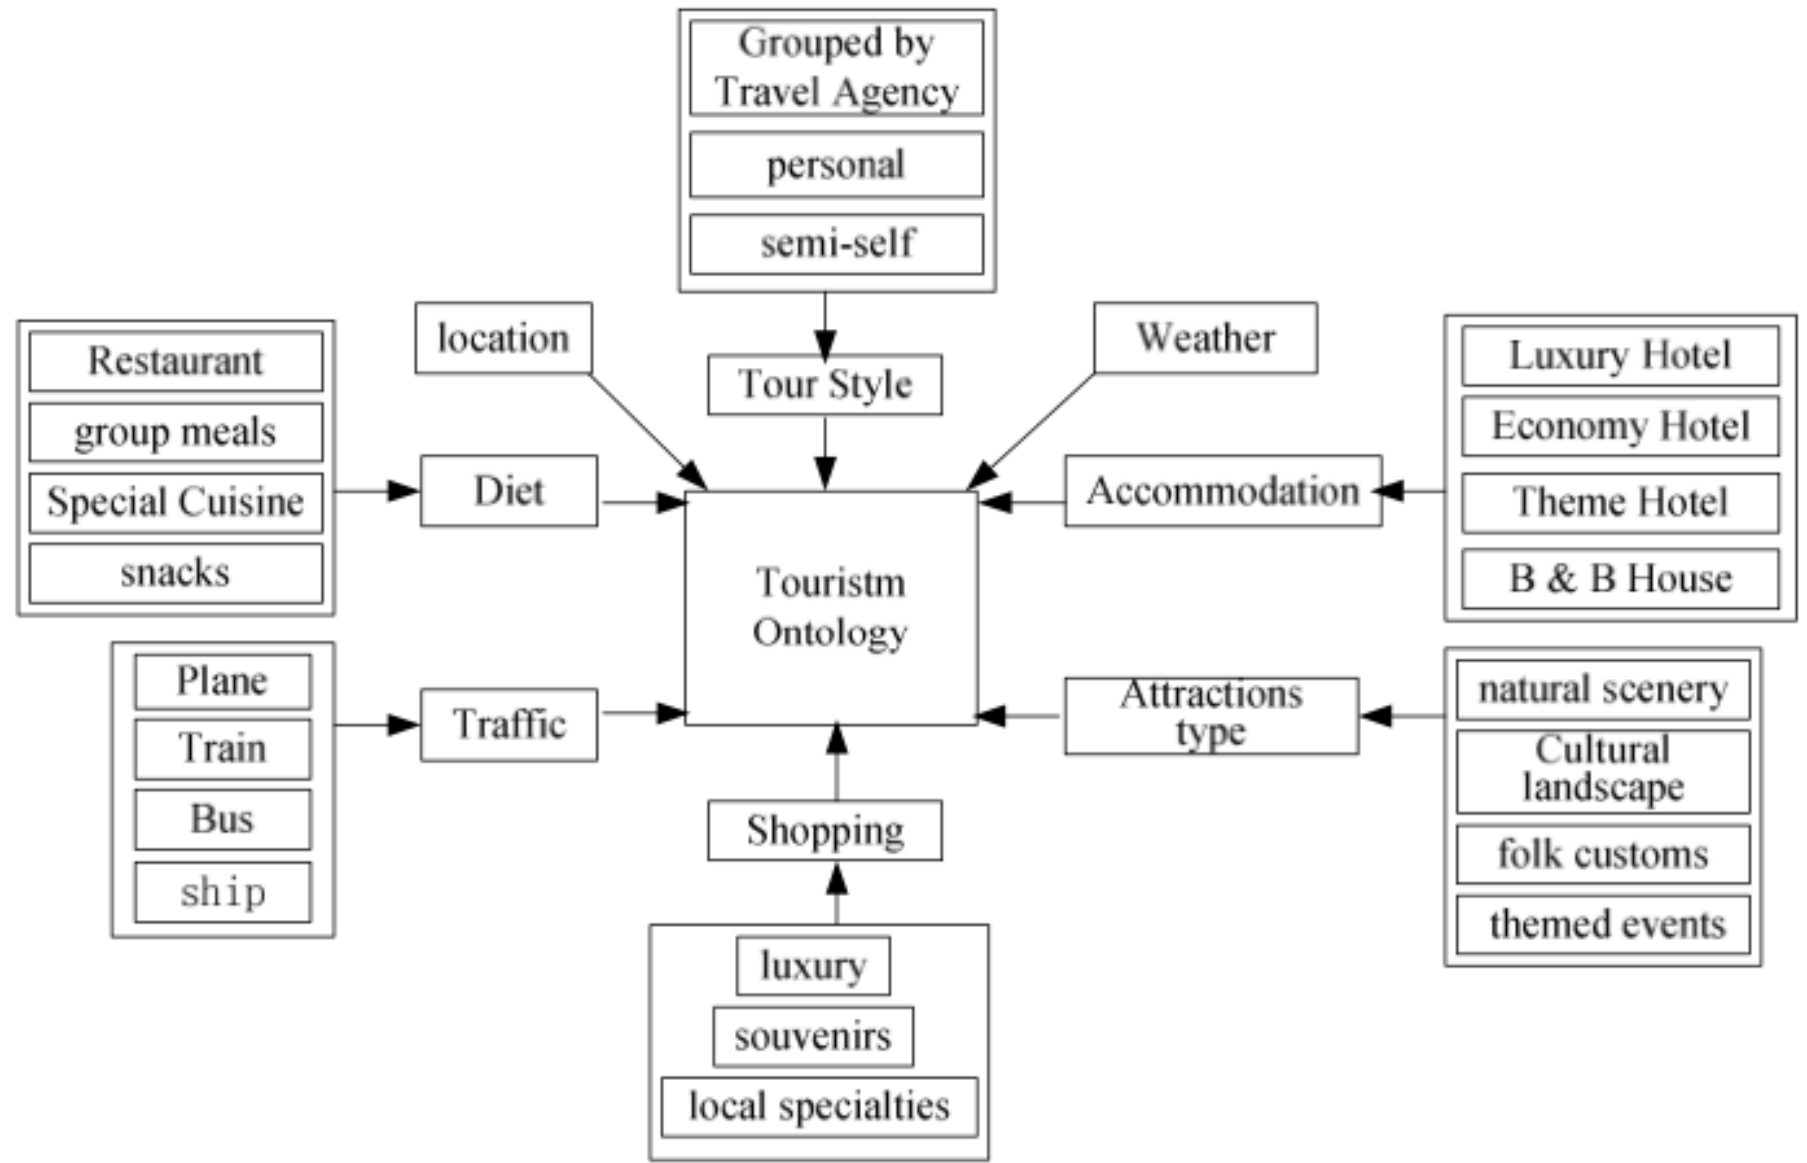 Grouped by
Travel Agency
personal
semi-self
location
Tour Style
Weather
Restaurant
group meals
Special Cuisine
snacks
Diet
Accommodation
Luxury Hotel
Economy Hotel
Theme Hotel
B & B House
Touristm
Ontology
Plane
Train
Bus
ship
Traffic
Attractions
type
natural scenery
Cultural
landscape
folk customs
themed events
Shopping
luxury
souvenirs
local specialties